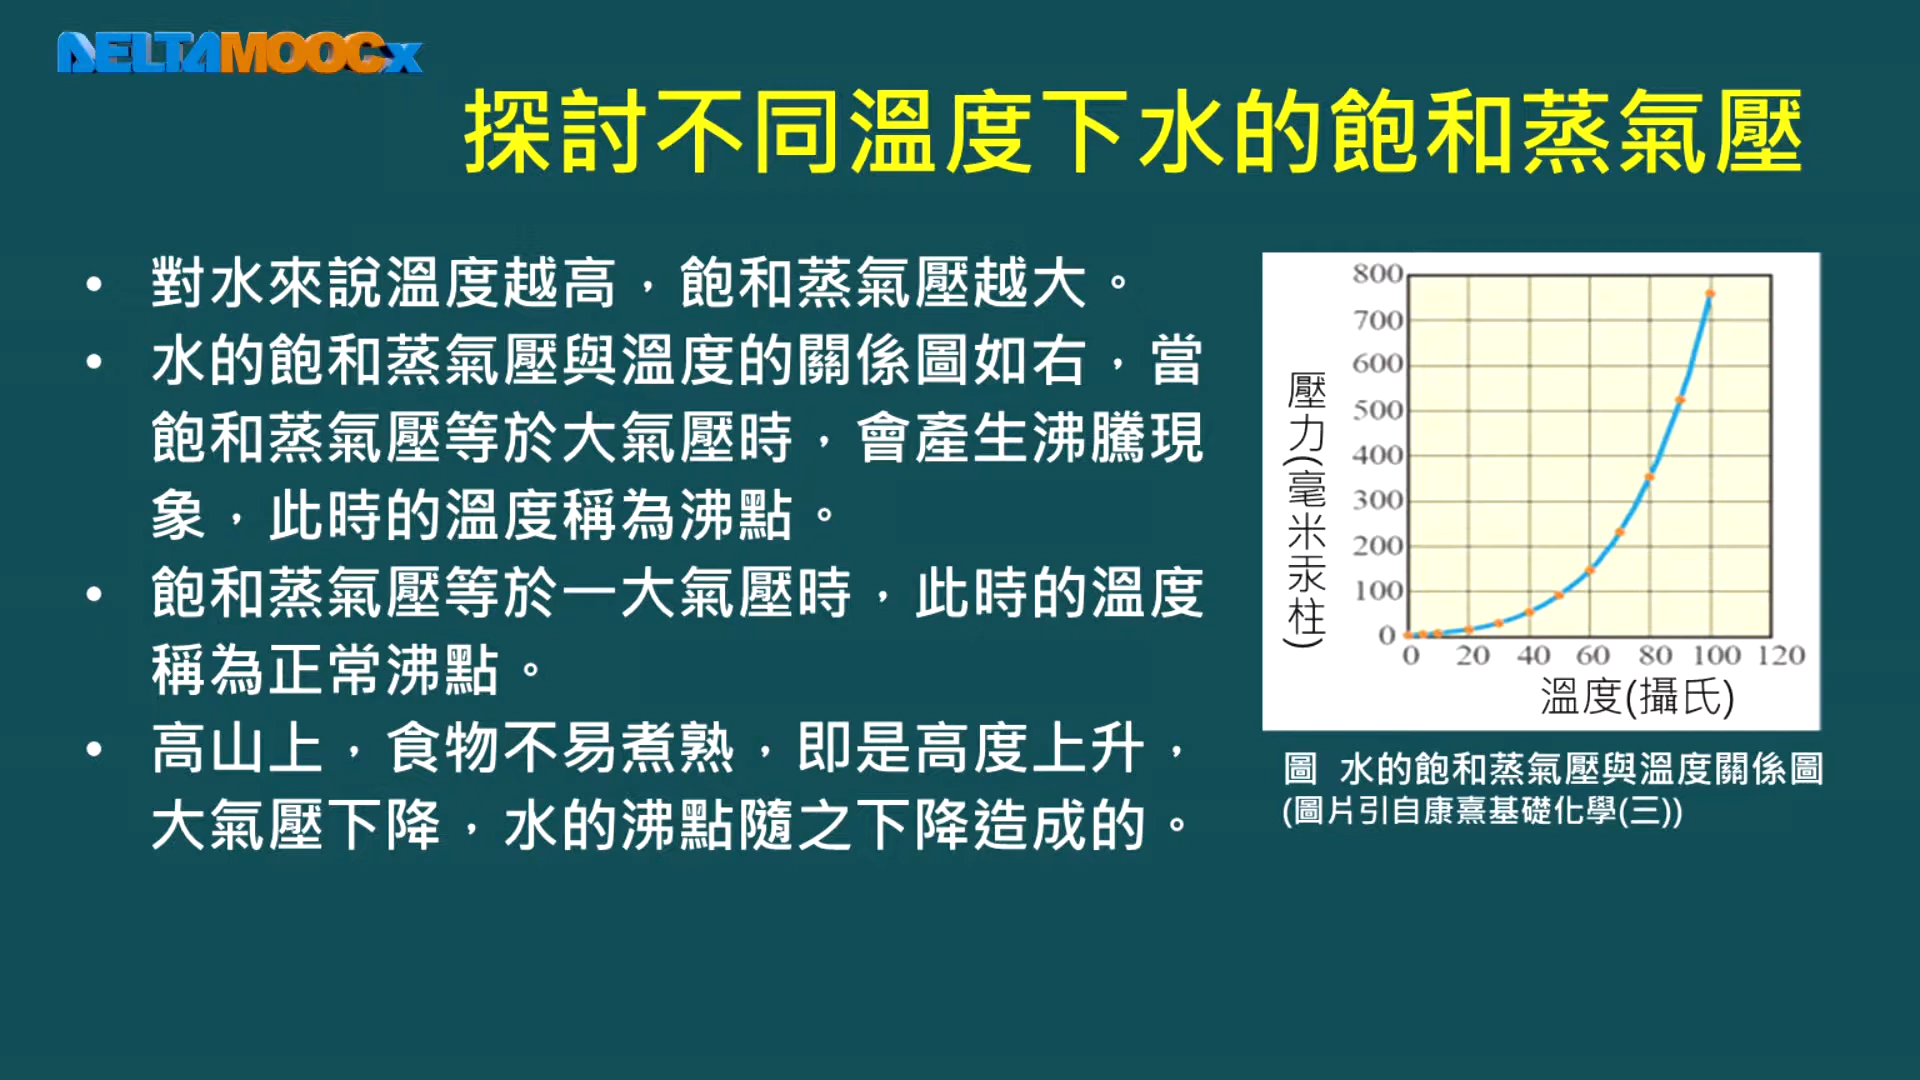 DELTAMOOCx
探討不同溫度下水的飽和蒸氣壓
• 對水來說溫度越高，飽和蒸氣壓越大。
• 水的飽和蒸氣壓與溫度的關係圖如右，當
飽和蒸氣壓等於大氣壓時，會產生沸騰現
象，此時的溫度稱為沸點。
• 飽和蒸氣壓等於一大氣壓時，此時的溫度
稱為正常沸點。
• 高山上，食物不易煮熟，即是高度上升，
大氣壓下降，水的沸點隨之下降造成的。
壓力(毫米汞柱)
800
700
600
500
400
300
200
100
0
0 20 40 60 80 100 120
溫度(攝氏)
圖 水的飽和蒸氣壓與溫度關係圖
(圖片引自康熹基礎化學(三))